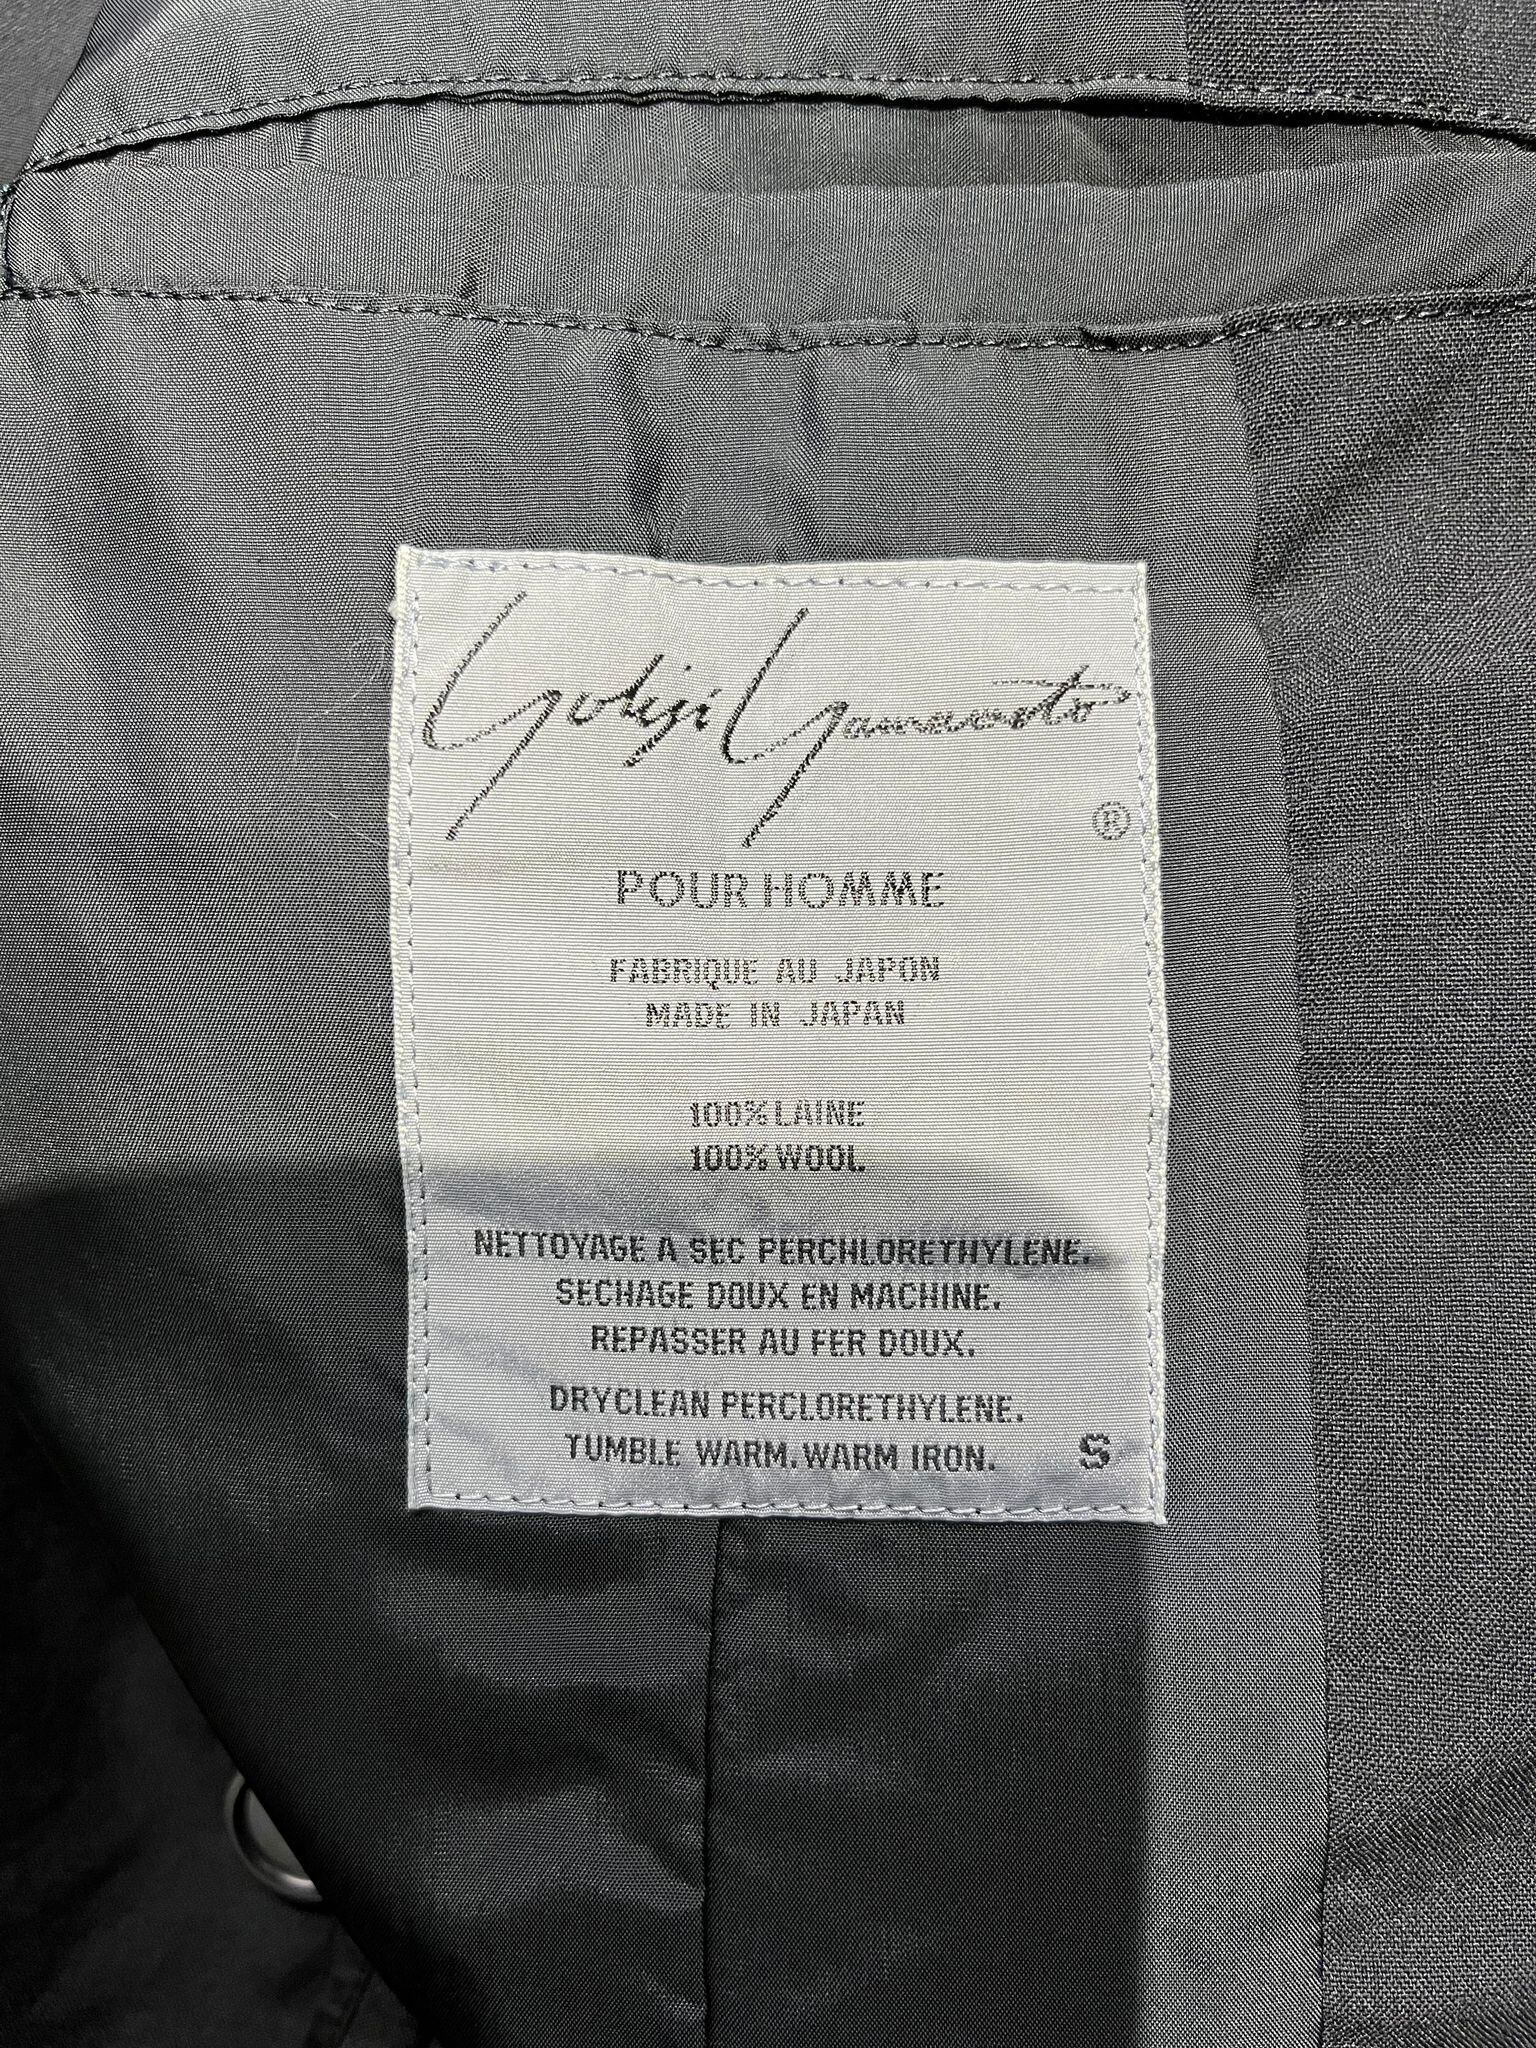 Yohji Yamamoto
®
POUR HOMME
FABRIQUE AU JAPON
MADE IN JAPAN
100% LAINE
100% WOOL
NETTOYAGE A SEC PERCHLORETHYLENE.
SECHAGE DOUX EN MACHINE.
REPASSER AU FER DOUX.
DRYCLEAN PERCLORETHYLENE.
TUMBLE WARM. WARM IRON. S